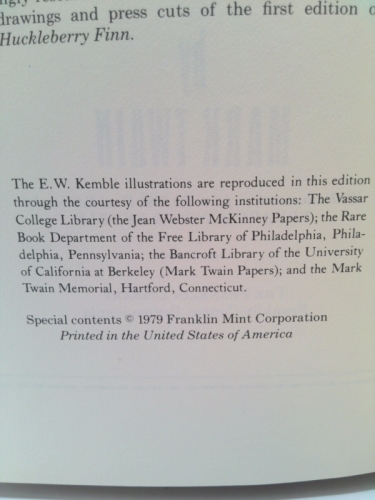 drawings and press cuts of the first edition
Huckleberry Finn.
MARK TWAIN
The E. W. Kemble illustrations are reproduced in this edition
through the courtesy of the following institutions: The Vassar
College Library (the Jean Webster McKinney Papers); the Rare
Book Department of the Free Library of Philadelphia, Phila-
delphia, Pennsylvania; the Bancroft Library of the University
of California at Berkeley (Mark Twain Papers); and the Mark
Twain Memorial, Hartford, Connecticut.
Special contents © 1979 Franklin Mint Corporation
Printed in the United States of America